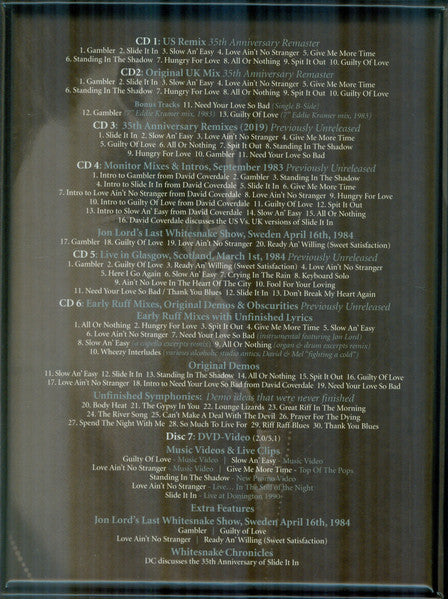 CD 1: US Remix 35th Anniversary Remaster
1. Gambler 2. Slide It In 3. Slow An' Easy 4. Love Ain't No Stranger 5. Give Me More Time
6. Standing In The Shadow 7. Hungry For Love 8. All Or Nothing 9. Spit It Out 10. Guilty Of Love
CD2: Original UK Mix 35th Anniversary Remaster
1. Gambler 2. Slide It In 3. Slow An' Easy 4. Love Ain't No Stranger 5. Give Me More Time
6. Standing In The Shadow 7. Hungry For Love 8. All Or Nothing 9. Spit It Out 10. Guilty Of Love
Bonus Tracks 11. Need Your Love So Bad (Single B-Side)
12. Gambler (7" Eddie Kramer mix, 1983) 13. Guilty Of Love (7" Eddie Kramer mix, 1983)
CD 3: 35th Anniversary Remixes (2019) Previously Unreleased
1. Slide It In 2. Slow An' Easy 3. Love Ain't No Stranger 4. Give Me More Time
5. Guilty Of Love 6. All Or Nothing 7. Spit It Out 8. Standing In The Shadow
9. Hungry For Love 10. Gambler 11. Need Your Love So Bad
CD 4: Monitor Mixes & Intros, September 1983 Previously Unreleased
1. Intro to Gambler from David Coverdale 2. Gambler 3. Standing In The Shadow
4. Intro to Slide It In from David Coverdale 5. Slide It In 6. Give Me More Time
7. Intro to Love Ain't No Stranger from David Coverdale 8. Love Ain't No Stranger 9. Hungry For Love
10. Intro to Guilty Of Love from David Coverdale 11. Guilty Of Love 12. Spit It Out
13. Intro to Slow An' Easy from David Coverdale 14. Slow An' Easy 15. All Or Nothing
16. David Coverdale discusses the US Vs. UK versions of Slide It In
Jon Lord's Last Whitesnake Show, Sweden April 16th, 1984
17. Gambler 18. Guilty Of Love 19. Love Ain't No Stranger 20. Ready An' Willing (Sweet Satisfaction)
CD 5: Live in Glasgow, Scotland, March 1st, 1984 Previously Unreleased
1. Gambler 2. Guilty Of Love 3. Ready An' Willing (Sweet Satisfaction) 4. Love Ain't No Stranger
5. Here I Go Again 6. Slow An' Easy 7. Crying In The Rain 8. Keyboard Solo
9. Ain't No Love In The Heart Of The City 10. Fool For Your Loving
11. Need Your Love So Bad / Thank You Blues 12. Slide It In 13. Don't Break My Heart Again
CD 6: Early Ruff Mixes, Original Demos & Obscurities Previously Unreleased
Early Ruff Mixes with Unfinished Lyrics
1. All Or Nothing 2. Hungry For Love 3. Spit It Out 4. Give Me More Time 5. Slow An' Easy
6. Love Ain't No Stranger 7. Need Your Love So Bad (instrumental featuring Jon Lord)
8. Slow An' Easy (a capella excerpts remix) 9. All Or Nothing (organ & drum excerpts remix)
10. Wheezy Interludes (various alcoholic studio antics, David & Mel "fighting a cold")
Original Demos
11. Slow An' Easy 12. Slide It In 13. Standing In The Shadow 14. All Or Nothing 15. Spit It Out 16. Guilty Of Love
17. Love Ain't No Stranger 18. Intro to Need Your Love So Bad from David Coverdale 19. Need Your Love So Bad
Unfinished Symphonies: Demo ideas that were never finished
20. Body Heat 21. The Gypsy In You 22. Lounge Lizards 23. Great Riff In The Morning
24. The River Song 25. Can't Make A Deal With The Devil 26. Prayer For The Dying
27. Spend The Night With Me 28. So Much To Live For 29. Riff Raff Blues 30. Thank You Blues
Disc 7: DVD-Video (2.0/5.1)
Music Videos & Live Clips
Guilty Of Love - Music Video | Slow An' Easy - Music Video
Love Ain't No Stranger - Music Video | Give Me More Time - Top Of The Pops
Standing In The Shadow - New Promo Video
Love Ain't No Stranger - Live... In The Still of the Night
Slide It In - Live at Donington 1990
Extra Features
Jon Lord's Last Whitesnake Show, Sweden April 16th, 1984
Gambler | Guilty of Love
Love Ain't No Stranger | Ready An' Willing (Sweet Satisfaction)
Whitesnake Chronicles
DC discusses the 35th Anniversary of Slide It In